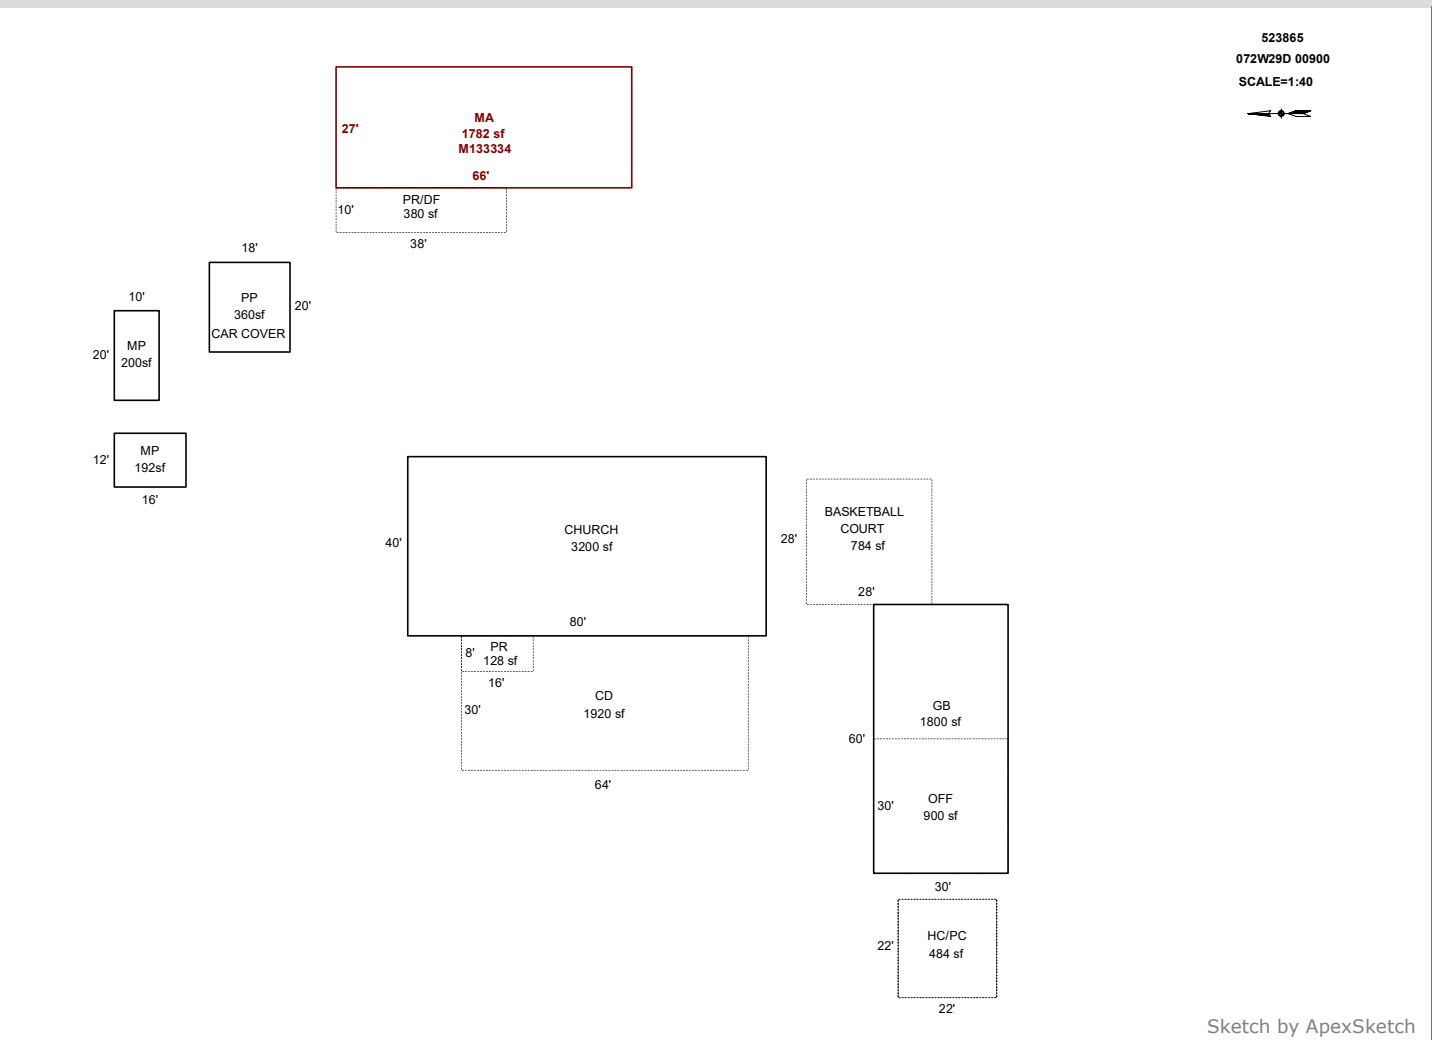 523865
072W29D 00900
SCALE=1:40
27'
MA
1782 sf
M133334
66'
10'
PR/DF
380 sf
38'
18'
PP
360sf
CAR COVER
20'
10'
20'
MP
200sf
12'
MP
192sf
16'
40'
CHURCH
3200 sf
80'
28'
BASKETBALL
COURT
784 sf
28'
8'
PR
128 sf
16'
30'
CD
1920 sf
64'
GB
1800 sf
60'
30'
OFF
900 sf
30'
22'
HC/PC
484 sf
22'
Sketch by ApexSketch